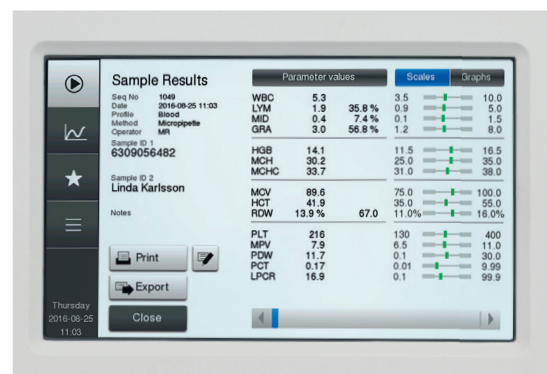 Sample Results
Seq No 1049
Date 2016-08-25 11:03
Profile Blood
Method Micropipette
Operator MR
Sample ID 1
6309056482
Sample ID 2
Linda Karlsson
Notes
Print
Export
Close
Thursday
2016-08-25
11:03
Parameter values Scales Graphs
WBC 5.3 3.5 10.0
LYM 1.9 35.8 % 0.9 5.0
MID 0.4 7.4 % 0.1 1.5
GRA 3.0 56.8 % 1.2 8.0
HGB 14.1 11.5 16.5
MCH 30.2 25.0 35.0
MCHC 33.7 31.0 38.0
MCV 89.6 75.0 100.0
HCT 41.9 35.0 55.0
RDW 13.9 % 67.0 11.0% 16.0%
PLT 216 130 400
MPV 7.9 6.5 11.0
PDW 11.7 0.1 30.0
PCT 0.17 0.01 9.99
LPCR 16.9 0.1 99.9